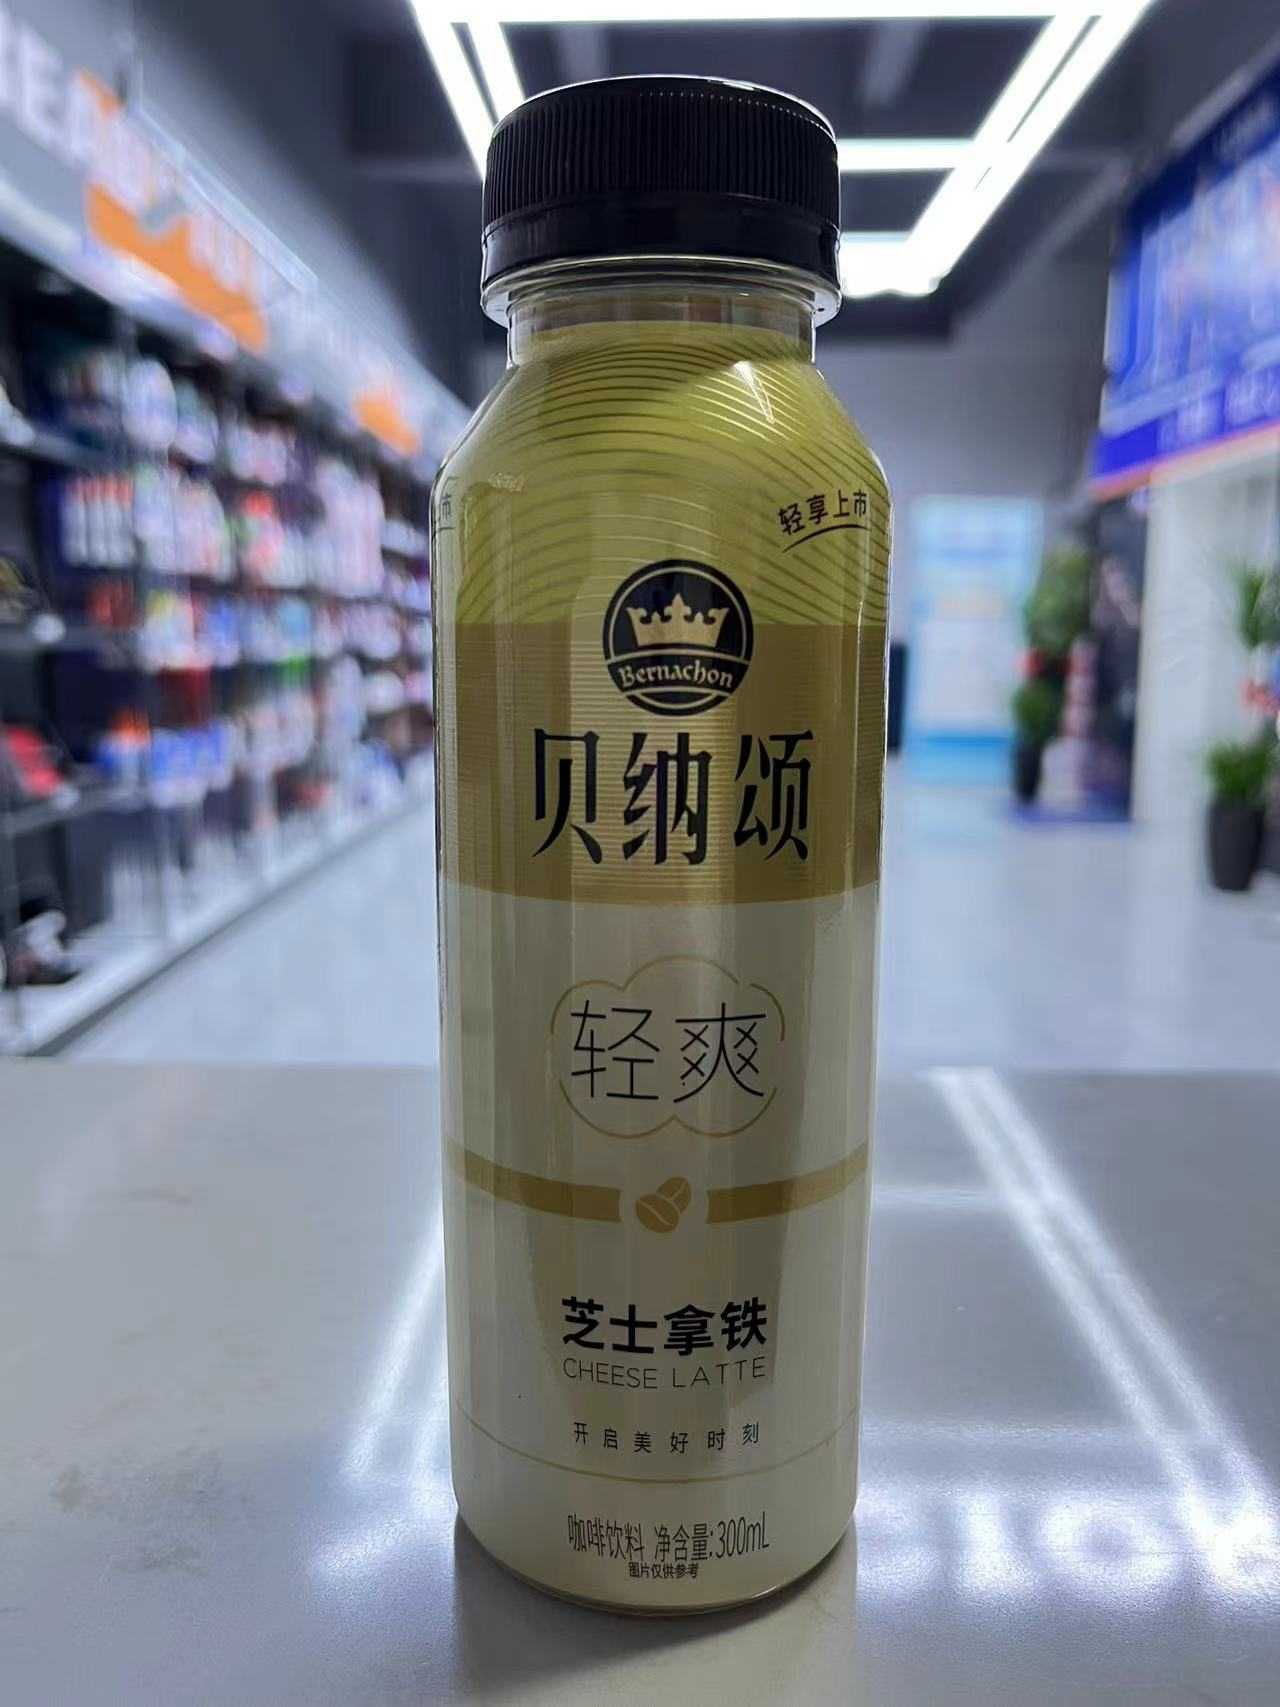 轻享上市
Bernachon
贝纳颂
轻爽
芝士拿铁
CHEESE LATTE
开启美好时刻
咖啡饮料 净含量:300mL
图片仅供参考